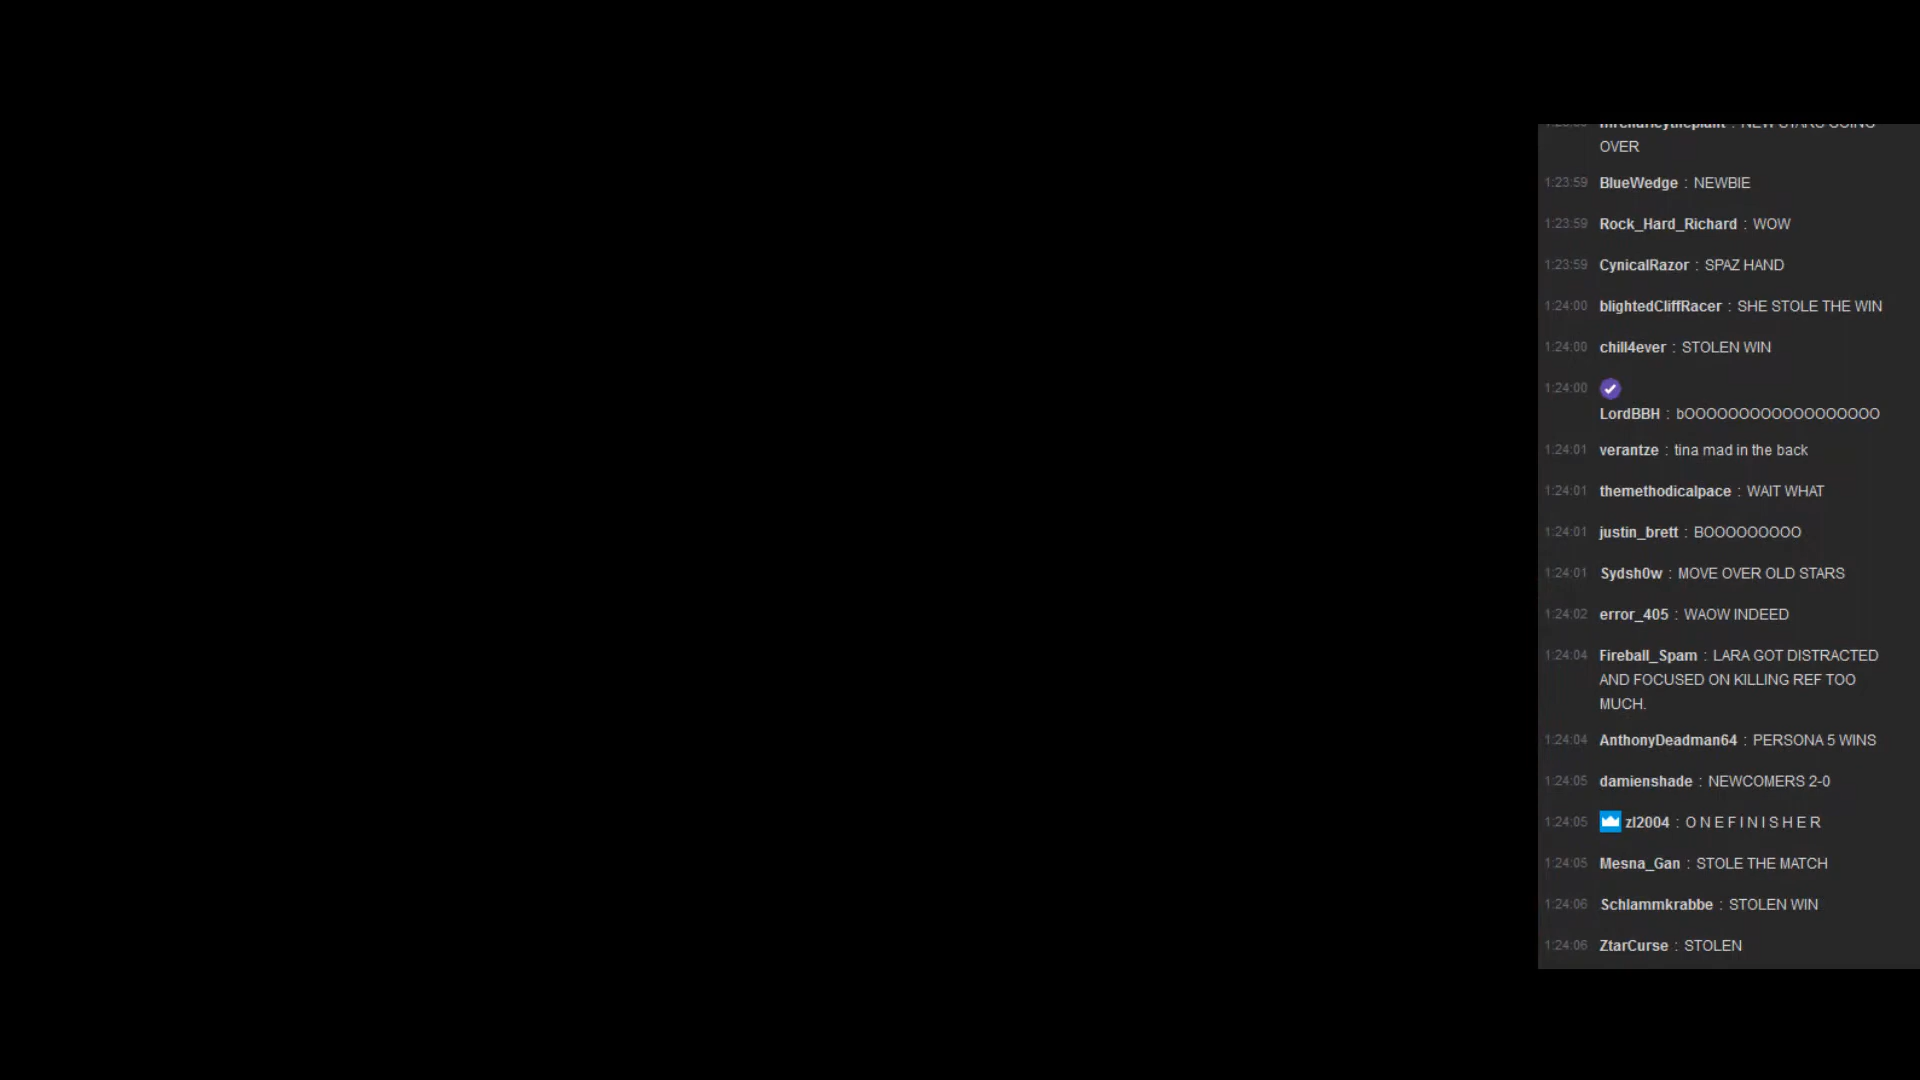 OVER
1:23:59 BlueWedge : NEWBIE
1:23:59 Rock_Hard_Richard : WOW
1:23:59 CynicalRazor : SPAZ HAND
1:24:00 blightedCliffRacer : SHE STOLE THE WIN
1:24:00 chill4ever : STOLEN WIN
1:24:00
LordBBH : bOOOOOOOOOOOOOOOOOO
1:24:01 verantze : tina mad in the back
1:24:01 themethodicalpace : WAIT WHAT
1:24:01 justin_brett : BOOOOOOOOO
1:24:01 Sydsh0w : MOVE OVER OLD STARS
1:24:02 error_405 : WAOW INDEED
1:24:04 Fireball_Spam : LARA GOT DISTRACTED
AND FOCUSED ON KILLING REF TOO
MUCH.
1:24:04 AnthonyDeadman64 : PERSONA 5 WINS
1:24:05 damienshade : NEWCOMERS 2-0
1:24:05 zl2004 : O N E F I N I S H E R
1:24:05 Mesna_Gan : STOLE THE MATCH
1:24:06 Schlammkrabbe : STOLEN WIN
1:24:06 ZtarCurse : STOLEN